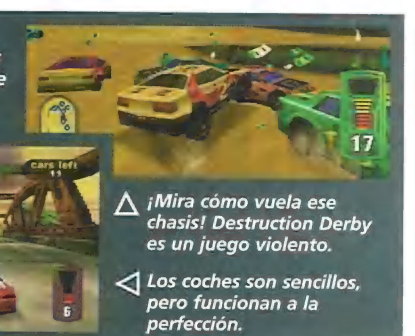 e
17
cars left
11
6
¡Mira cómo vuela ese
chasis! Destruction Derby
es un juego violento.
Los coches son sencillos,
pero funcionan a la
perfección.